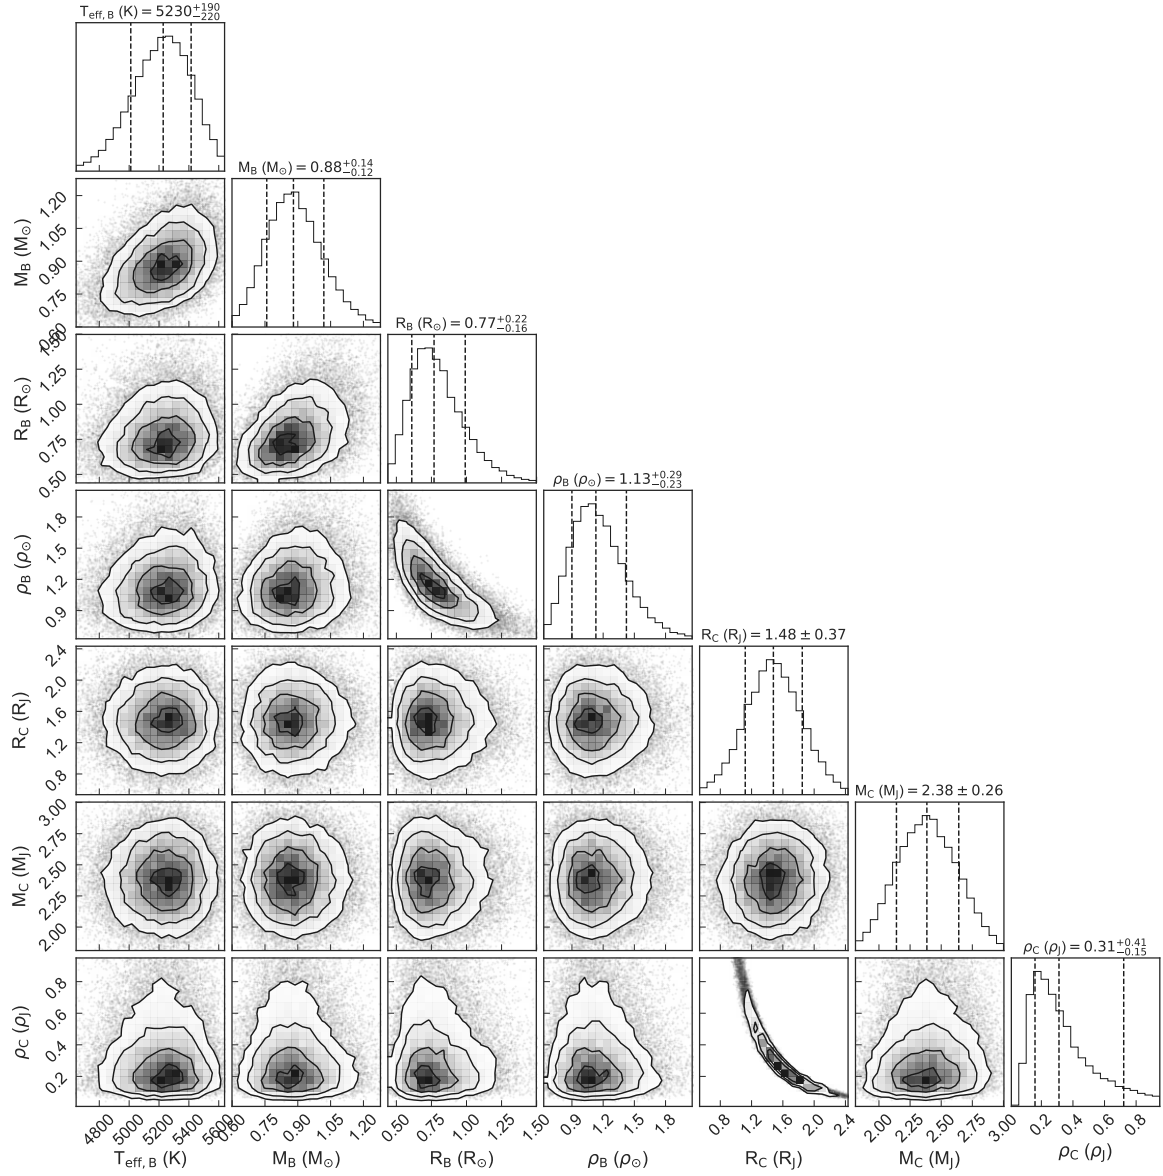 T_eff, B (K) = 5230 +190 −220
M_B (M_⊙) = 0.88 +0.14 −0.12
1.20
1.05
0.90
0.75
0.60
M_B (M_⊙)
R_B (R_⊙) = 0.77 +0.22 −0.16
1.50
1.25
1.00
0.75
0.50
R_B (R_⊙)
ρ_B (ρ_⊙) = 1.13 +0.29 −0.23
1.8
1.5
1.2
0.9
ρ_B (ρ_⊙)
R_C (R_J) = 1.48 ± 0.37
2.4
2.0
1.6
1.2
0.8
R_C (R_J)
M_C (M_J) = 2.38 ± 0.26
3.00
2.75
2.50
2.25
2.00
M_C (M_J)
ρ_C (ρ_J) = 0.31 +0.41 −0.15
0.8
0.6
0.4
0.2
ρ_C (ρ_J)
4800 5000 5200 5400 5600 0.60 0.75 0.90 1.05 1.20 0.50 0.75 1.00 1.25 1.50 0.9 1.2 1.5 1.8 0.8 1.2 1.6 2.0 2.4 2.00 2.25 2.50 2.75 3.00 0.2 0.4 0.6 0.8
T_eff, B (K) M_B (M_⊙) R_B (R_⊙) ρ_B (ρ_⊙) R_C (R_J) M_C (M_J) ρ_C (ρ_J)